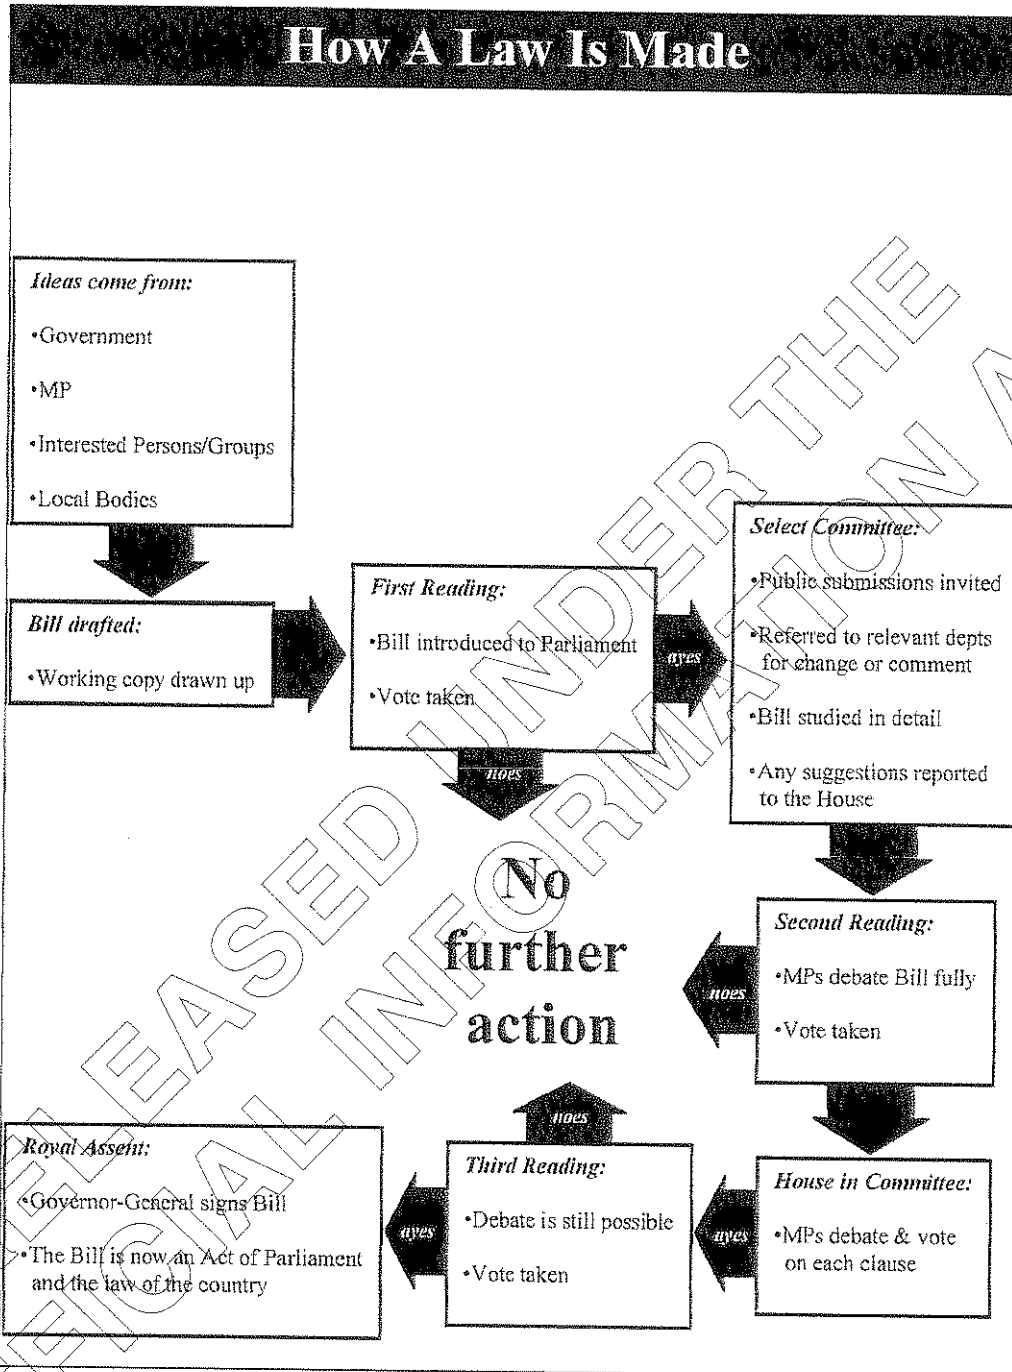 How A Law Is Made
Ideas come from:
•Government
•MP
•Interested Persons/Groups
•Local Bodies
Bill drafted:
•Working copy drawn up
First Reading:
•Bill introduced to Parliament
•Vote taken
ayes
noes
Select Committee:
•Public submissions invited
•Referred to relevant depts
for change or comment
•Bill studied in detail
•Any suggestions reported
to the House
No
further
action
Second Reading:
•MPs debate Bill fully
•Vote taken
noes
House in Committee:
•MPs debate & vote
on each clause
ayes
Third Reading:
•Debate is still possible
•Vote taken
noes
ayes
Royal Assent:
•Governor-General signs Bill
•The Bill is now an Act of Parliament
and the law of the country
UNDER THE
INFORMATION A